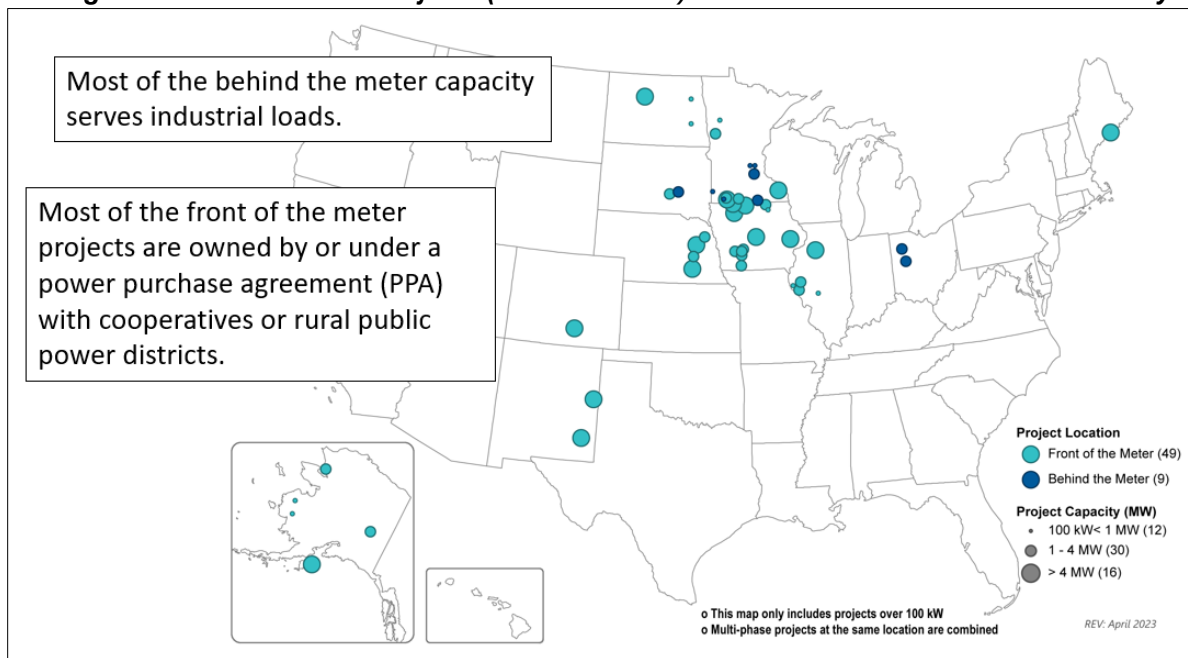 Most of the behind the meter capacity
serves industrial loads.
Most of the front of the meter
projects are owned by or under a
power purchase agreement (PPA)
with cooperatives or rural public
power districts.
Project Location
Front of the Meter (49)
Behind the Meter (9)
Project Capacity (MW)
100 kW< 1 MW (12)
1 - 4 MW (30)
> 4 MW (16)
o This map only includes projects over 100 kW
o Multi-phase projects at the same location are combined
REV: April 2023